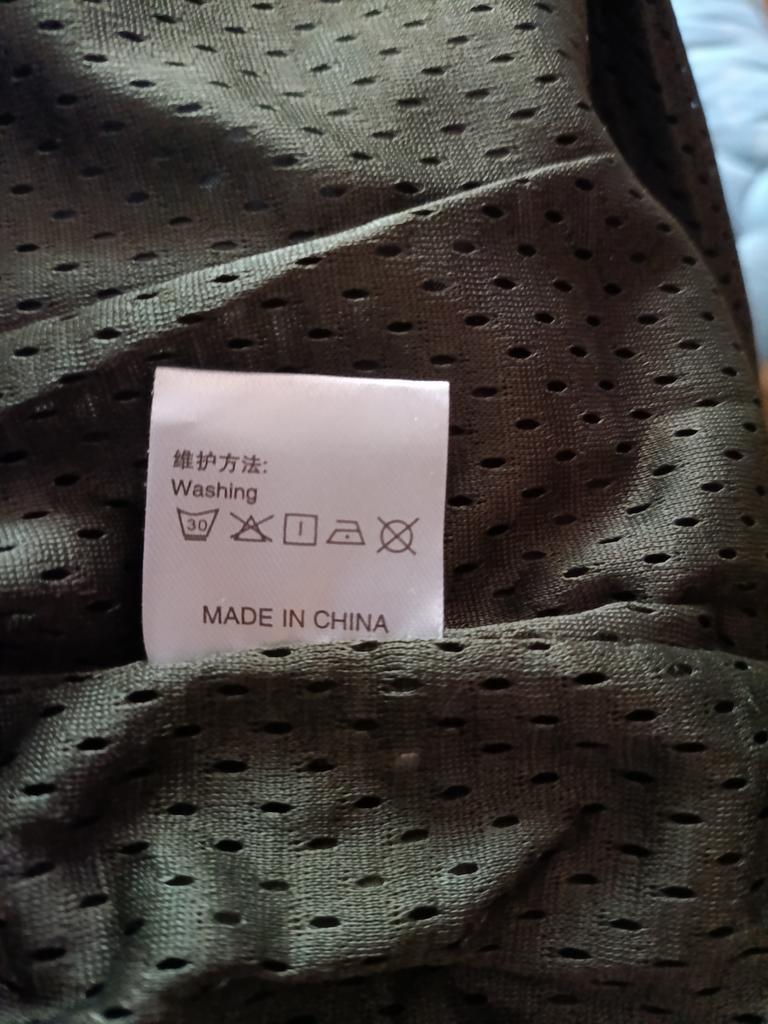 维护方法:
Washing
30
MADE IN CHINA